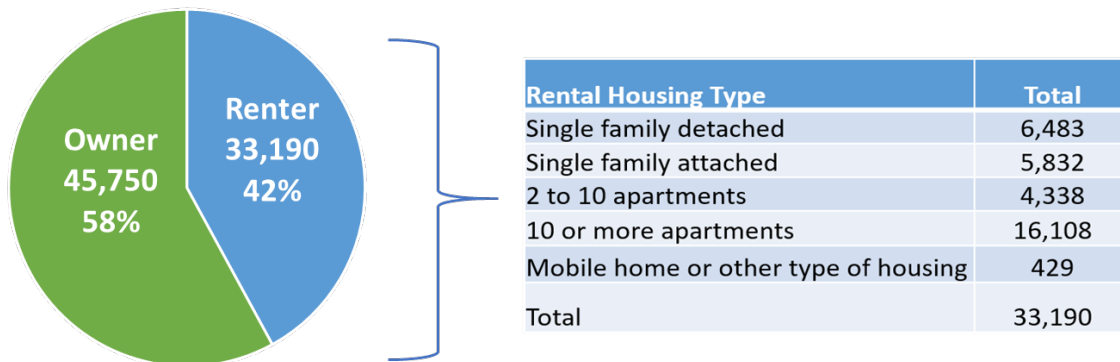 Owner
45,750
58%
Renter
33,190
42%
Rental Housing Type Total
Single family detached 6,483
Single family attached 5,832
2 to 10 apartments 4,338
10 or more apartments 16,108
Mobile home or other type of housing 429
Total 33,190